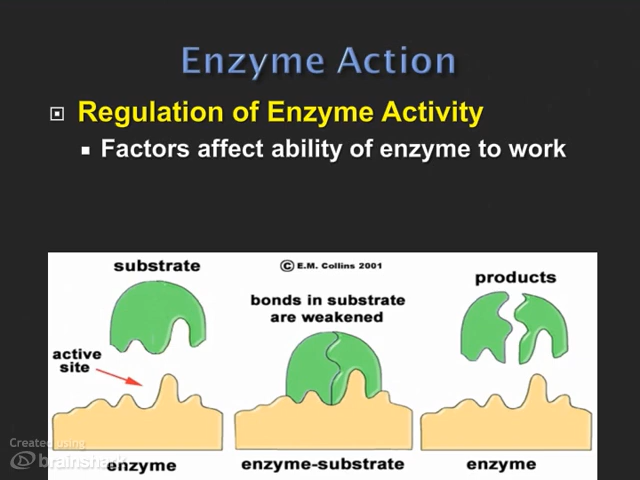 Enzyme Action
Regulation of Enzyme Activity
Factors affect ability of enzyme to work
substrate
© E.M. Collins 2001
products
bonds in substrate
are weakened
active
site
enzyme
enzyme-substrate
enzyme
Created using
brainshark